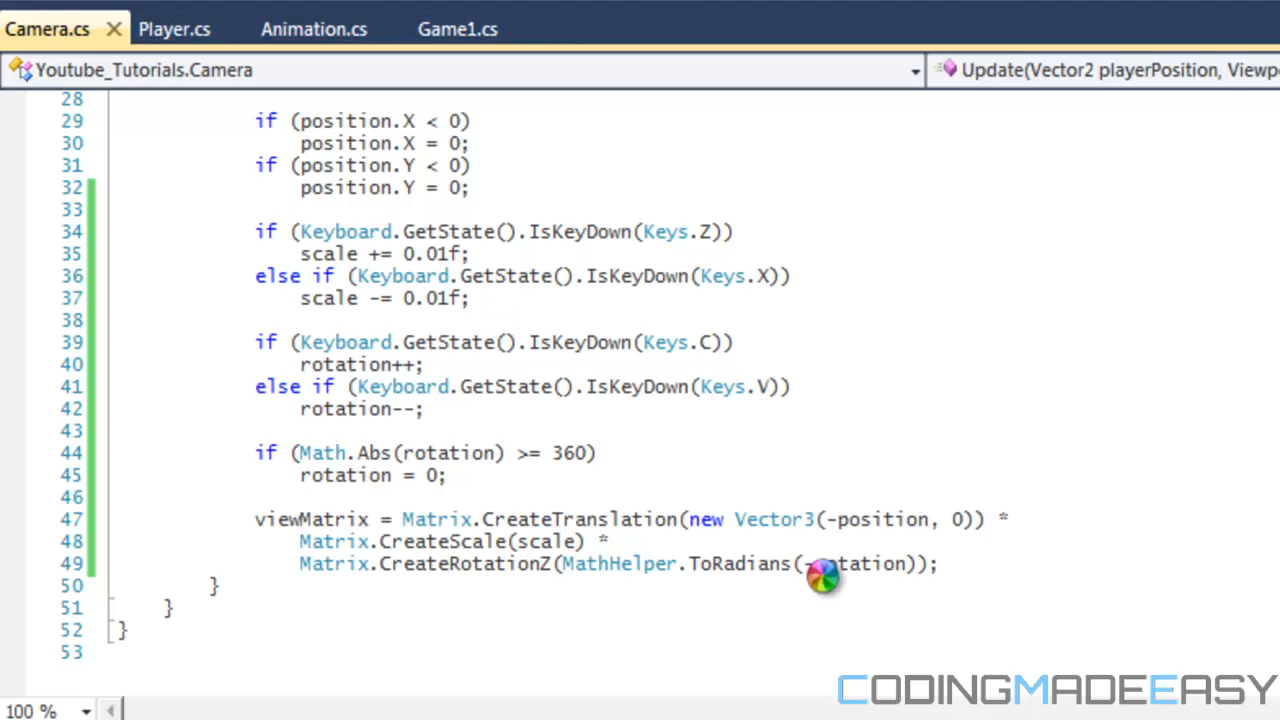 Camera.cs Player.cs Animation.cs Game1.cs
Youtube_Tutorials.Camera Update(Vector2 playerPosition, Viewp
28
29 if (position.X < 0)
30 position.X = 0;
31 if (position.Y < 0)
32 position.Y = 0;
33
34 if (Keyboard.GetState().IsKeyDown(Keys.Z))
35 scale += 0.01f;
36 else if (Keyboard.GetState().IsKeyDown(Keys.X))
37 scale -= 0.01f;
38
39 if (Keyboard.GetState().IsKeyDown(Keys.C))
40 rotation++;
41 else if (Keyboard.GetState().IsKeyDown(Keys.V))
42 rotation--;
43
44 if (Math.Abs(rotation) >= 360)
45 rotation = 0;
46
47 viewMatrix = Matrix.CreateTranslation(new Vector3(-position, 0)) *
48 Matrix.CreateScale(scale) *
49 Matrix.CreateRotationZ(MathHelper.ToRadians(-rotation));
50 }
51 }
52 }
53
CODINGMADEEASY
100 %